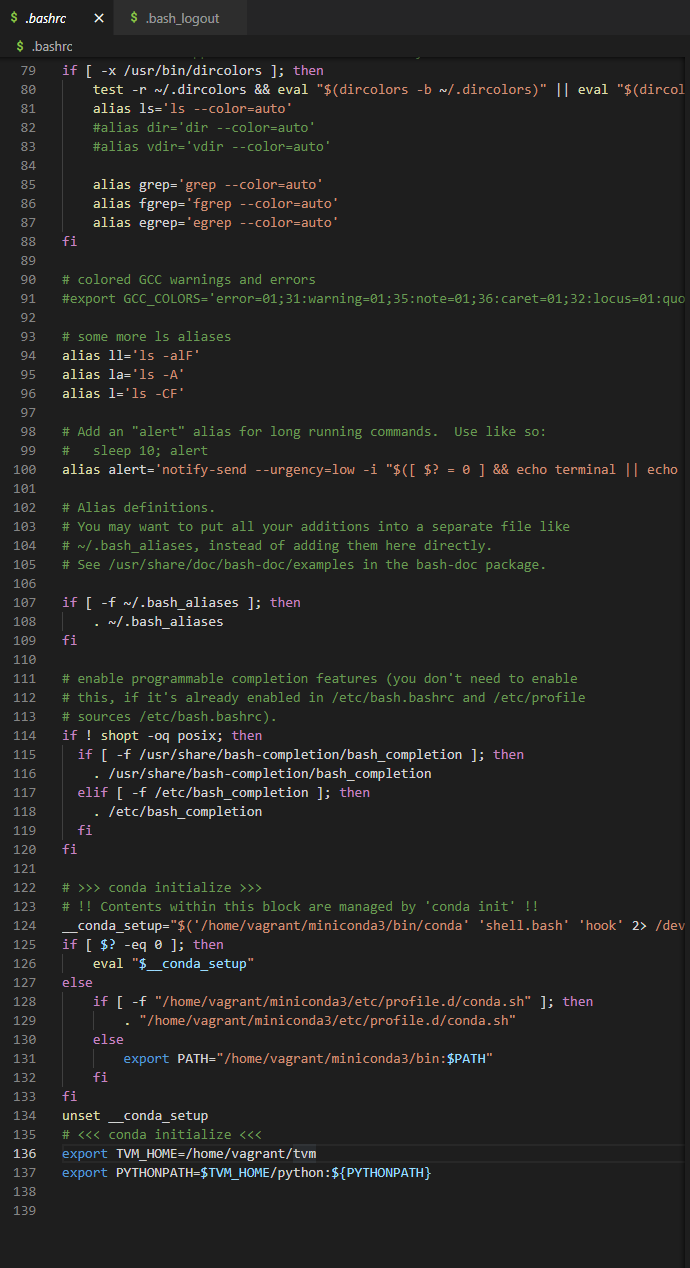 $ .bashrc × $ .bash_logout
$ .bashrc
79 if [ -x /usr/bin/dircolors ]; then
80     test -r ~/.dircolors && eval "$(dircolors -b ~/.dircolors)" || eval "$(dircol
81     alias ls='ls --color=auto'
82     #alias dir='dir --color=auto'
83     #alias vdir='vdir --color=auto'
84
85     alias grep='grep --color=auto'
86     alias fgrep='fgrep --color=auto'
87     alias egrep='egrep --color=auto'
88 fi
89
90 # colored GCC warnings and errors
91 #export GCC_COLORS='error=01;31:warning=01;35:note=01;36:caret=01;32:locus=01:quo
92
93 # some more ls aliases
94 alias ll='ls -alF'
95 alias la='ls -A'
96 alias l='ls -CF'
97
98 # Add an "alert" alias for long running commands.  Use like so:
99 #   sleep 10; alert
100 alias alert='notify-send --urgency=low -i "$([ $? = 0 ] && echo terminal || echo
101
102 # Alias definitions.
103 # You may want to put all your additions into a separate file like
104 # ~/.bash_aliases, instead of adding them here directly.
105 # See /usr/share/doc/bash-doc/examples in the bash-doc package.
106
107 if [ -f ~/.bash_aliases ]; then
108     . ~/.bash_aliases
109 fi
110
111 # enable programmable completion features (you don't need to enable
112 # this, if it's already enabled in /etc/bash.bashrc and /etc/profile
113 # sources /etc/bash.bashrc).
114 if ! shopt -oq posix; then
115   if [ -f /usr/share/bash-completion/bash_completion ]; then
116     . /usr/share/bash-completion/bash_completion
117   elif [ -f /etc/bash_completion ]; then
118     . /etc/bash_completion
119   fi
120 fi
121
122 # >>> conda initialize >>>
123 # !! Contents within this block are managed by 'conda init' !!
124 __conda_setup="$('/home/vagrant/miniconda3/bin/conda' 'shell.bash' 'hook' 2> /dev
125 if [ $? -eq 0 ]; then
126     eval "$__conda_setup"
127 else
128     if [ -f "/home/vagrant/miniconda3/etc/profile.d/conda.sh" ]; then
129         . "/home/vagrant/miniconda3/etc/profile.d/conda.sh"
130     else
131         export PATH="/home/vagrant/miniconda3/bin:$PATH"
132     fi
133 fi
134 unset __conda_setup
135 # <<< conda initialize <<<
136 export TVM_HOME=/home/vagrant/tvm
137 export PYTHONPATH=$TVM_HOME/python:${PYTHONPATH}
138
139